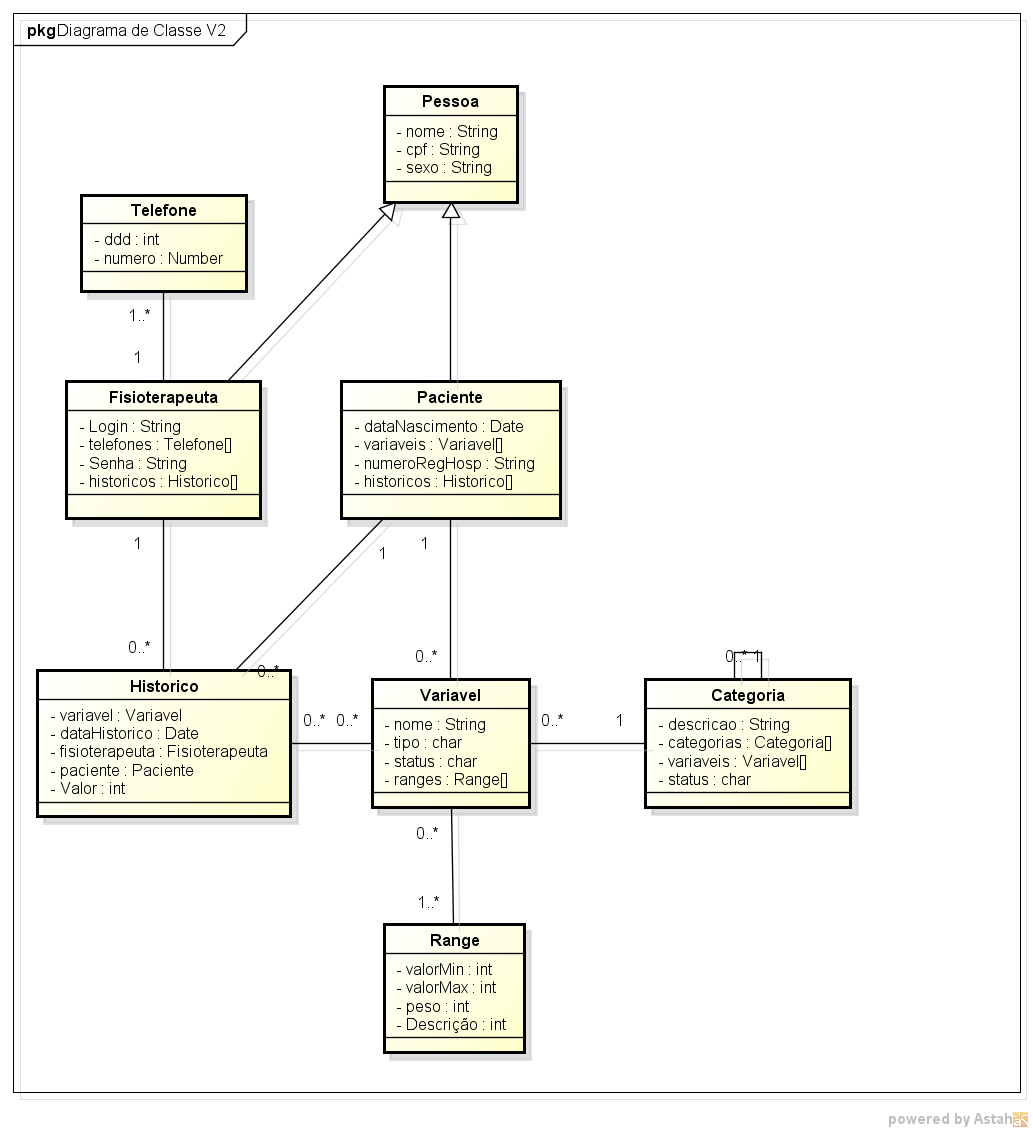 pkg Diagrama de Classe V2
Pessoa
- nome : String
- cpf : String
- sexo : String
Telefone
- ddd : int
- numero : Number
1..*
1
Fisioterapeuta
- Login : String
- telefones : Telefone[]
- Senha : String
- historicos : Historico[]
Paciente
- dataNascimento : Date
- variaveis : Variavel[]
- numeroRegHosp : String
- historicos : Historico[]
1
1
1
0..*
0..*
0..*
0..* 1
Historico
- variavel : Variavel
- dataHistorico : Date
- fisioterapeuta : Fisioterapeuta
- paciente : Paciente
- Valor : int
0..* 0..*
Variavel
- nome : String
- tipo : char
- status : char
- ranges : Range[]
0..* 1
Categoria
- descricao : String
- categorias : Categoria[]
- variaveis : Variavel[]
- status : char
0..*
1..*
Range
- valorMin : int
- valorMax : int
- peso : int
- Descrição : int
powered by Astah